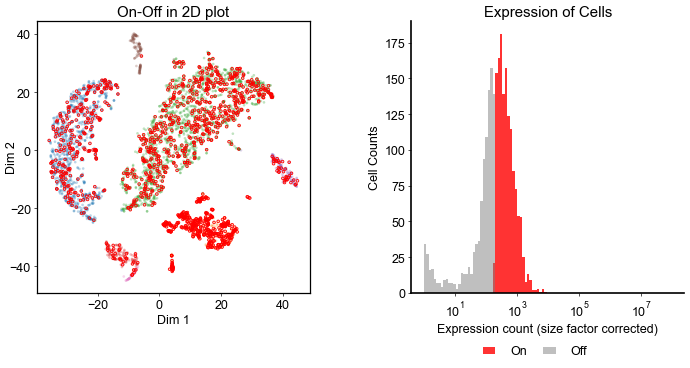 On-Off in 2D plot
40
20
0
−20
−40
Dim 2
−20
0
20
40
Dim 1
Expression of Cells
175
150
125
100
75
50
25
0
Cell Counts
10^1
10^3
10^5
10^7
Expression count (size factor corrected)
On
Off